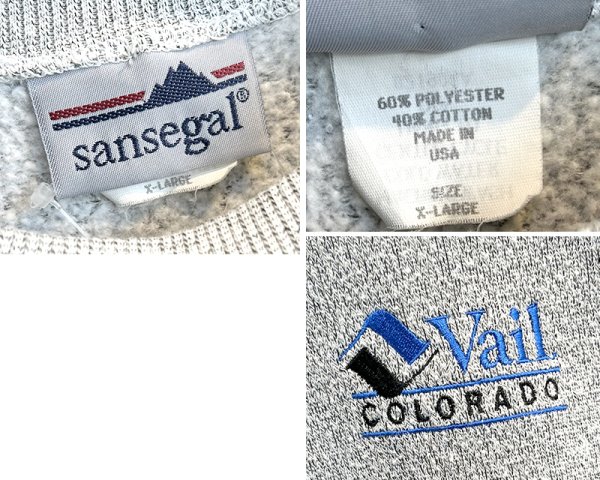 sansegal®
X-LARGE
60% POLYESTER
40% COTTON
MADE IN
USA
SIZE
X-LARGE
Vail
COLORADO